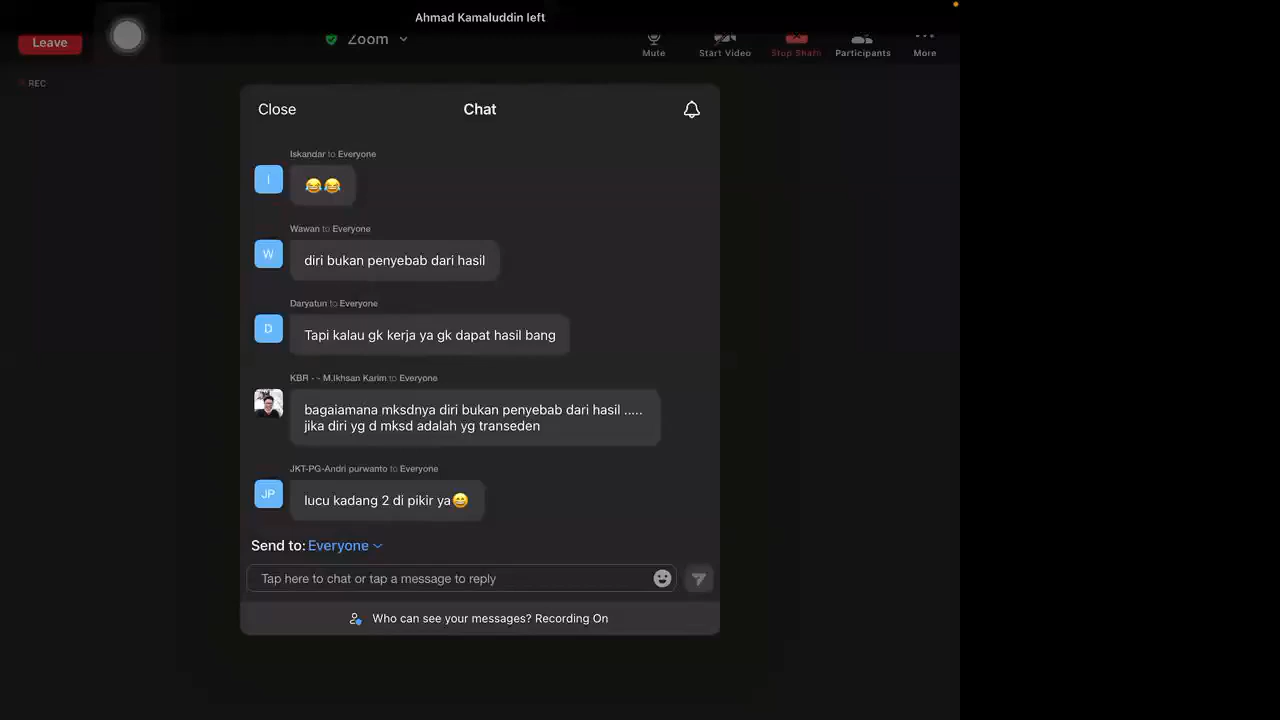 Ahmad Kamaluddin left
Leave
Zoom
Mute
Start Video
Stop Share
Participants
More
REC
Close
Chat
Iskandar to Everyone
I
😂😂
Wawan to Everyone
W
diri bukan penyebab dari hasil
Daryatun to Everyone
D
Tapi kalau gk kerja ya gk dapat hasil bang
KBR - - M.Ikhsan Karim to Everyone
bagaiamana mksdnya diri bukan penyebab dari hasil .....
jika diri yg d mksd adalah yg transeden
JKT-PG-Andri purwanto to Everyone
JP
lucu kadang 2 di pikir ya😄
Send to: Everyone
Tap here to chat or tap a message to reply
Who can see your messages? Recording On